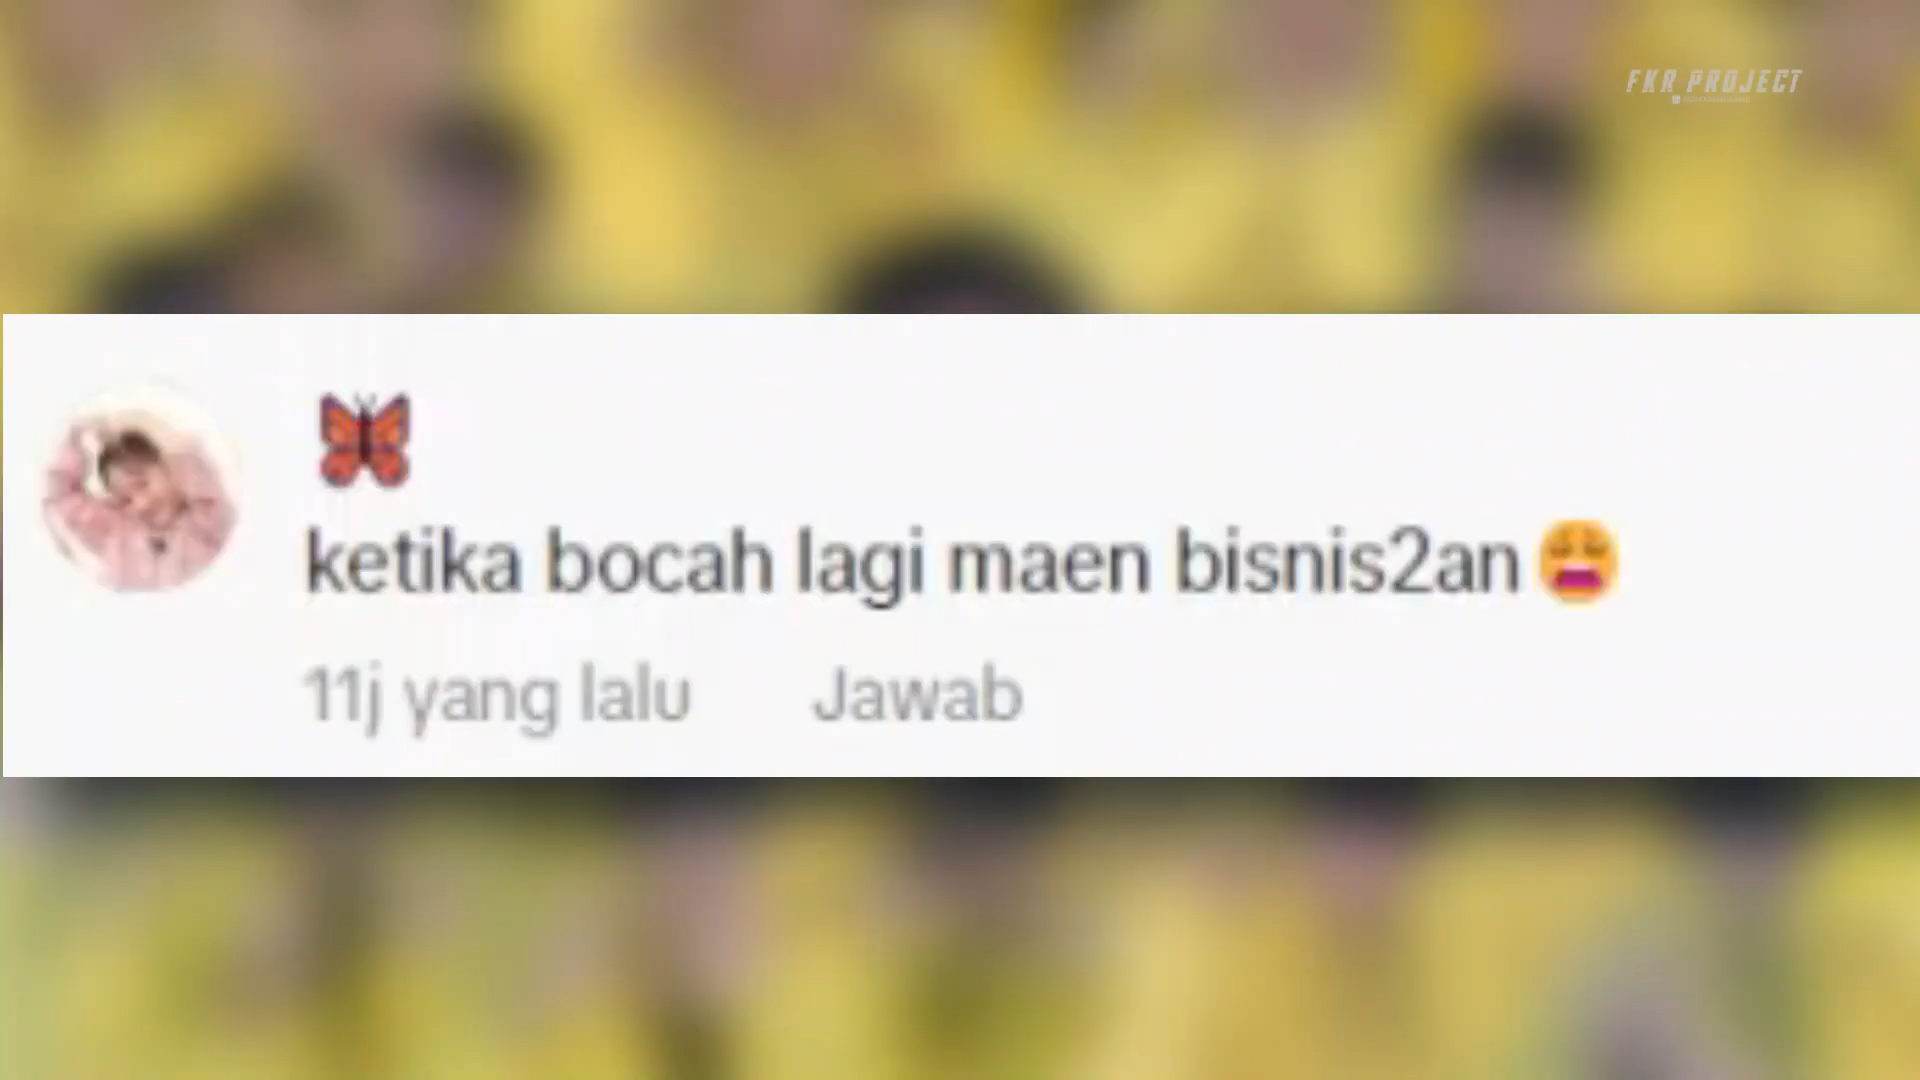 FKR PROJECT
🦋
ketika bocah lagi maen bisnis2an😩
11j yang lalu Jawab